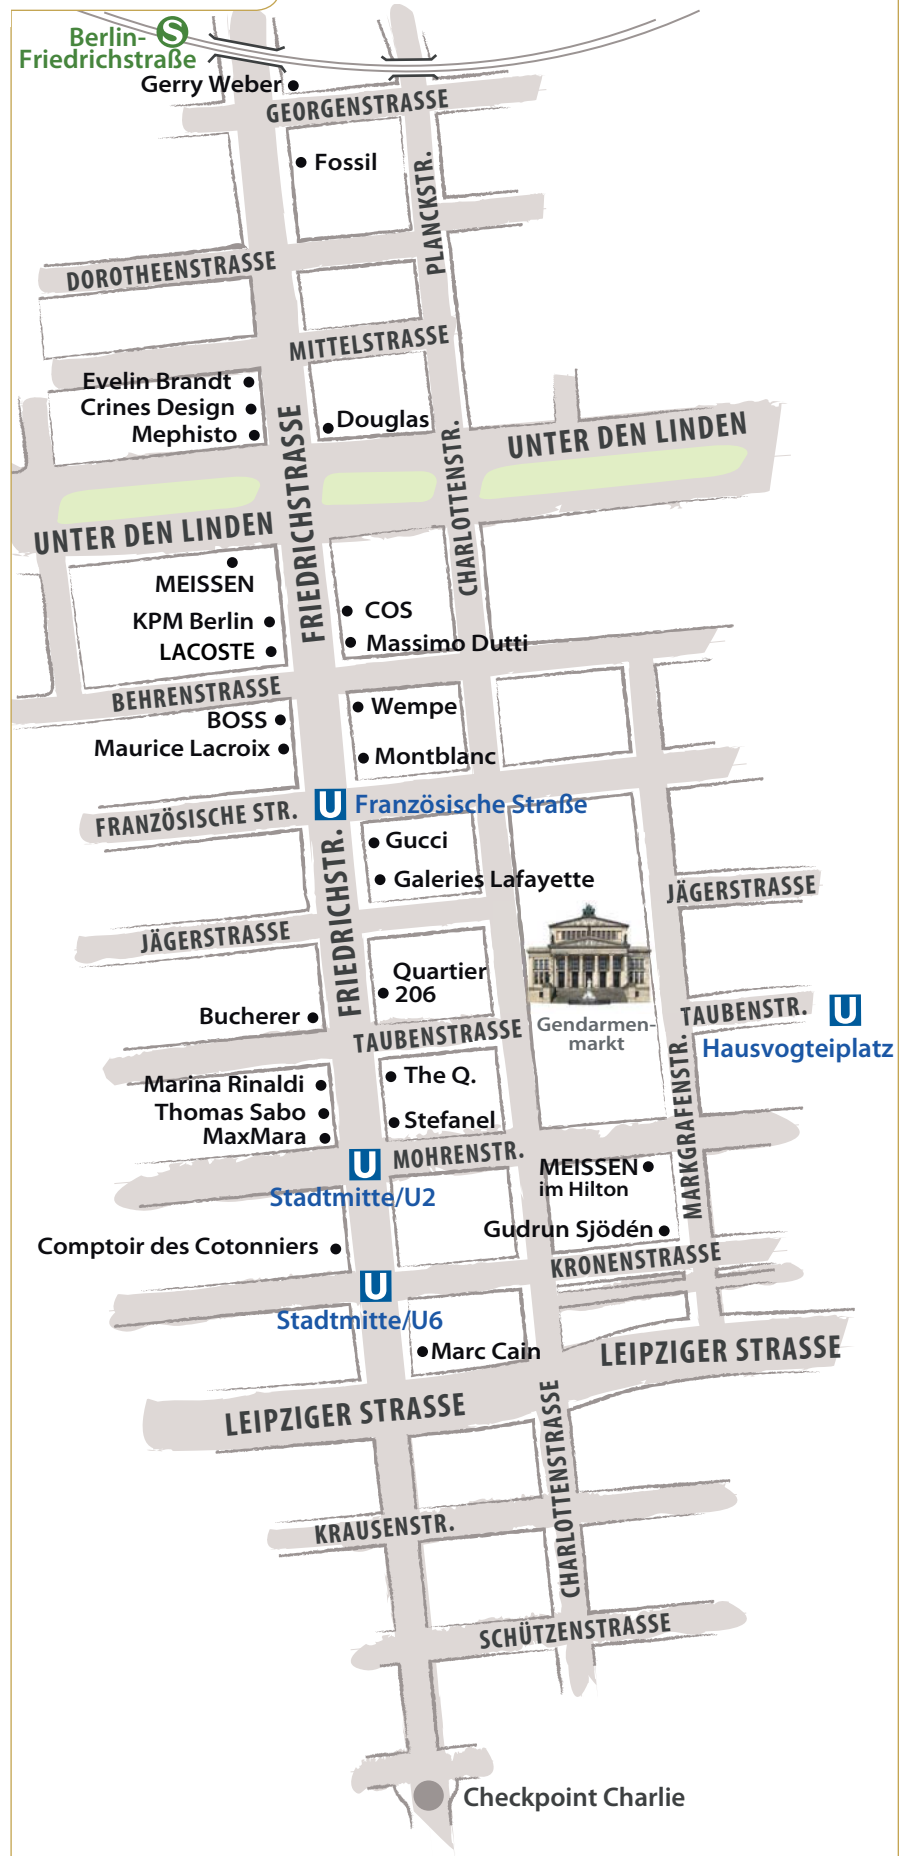 Berlin-
Friedrichstraße
S
Gerry Weber
GEORGENSTRASSE
Fossil
PLANCKSTR.
DOROTHEENSTRASSE
MITTELSTRASSE
Evelin Brandt
Crines Design
Mephisto
Douglas
FRIEDRICHSTRASSE
CHARLOTTENSTR.
UNTER DEN LINDEN
UNTER DEN LINDEN
MEISSEN
KPM Berlin
LACOSTE
COS
Massimo Dutti
BEHRENSTRASSE
BOSS
Maurice Lacroix
Wempe
Montblanc
U Französische Straße
FRANZÖSISCHE STR.
FRIEDRICHSTR.
Gucci
Galeries Lafayette
JÄGERSTRASSE
JÄGERSTRASSE
Quartier
206
Bucherer
TAUBENSTRASSE
Gendarmen-
markt
TAUBENSTR.
U
Hausvogteiplatz
MARKGRAFENSTR.
Marina Rinaldi
Thomas Sabo
MaxMara
The Q.
Stefanel
MOHRENSTR.
U
Stadtmitte/U2
MEISSEN
im Hilton
Gudrun Sjödén
Comptoir des Cotonniers
KRONENSTRASSE
U
Stadtmitte/U6
Marc Cain
LEIPZIGER STRASSE
LEIPZIGER STRASSE
CHARLOTTENSTRASSE
KRAUSENSTR.
SCHÜTZENSTRASSE
Checkpoint Charlie